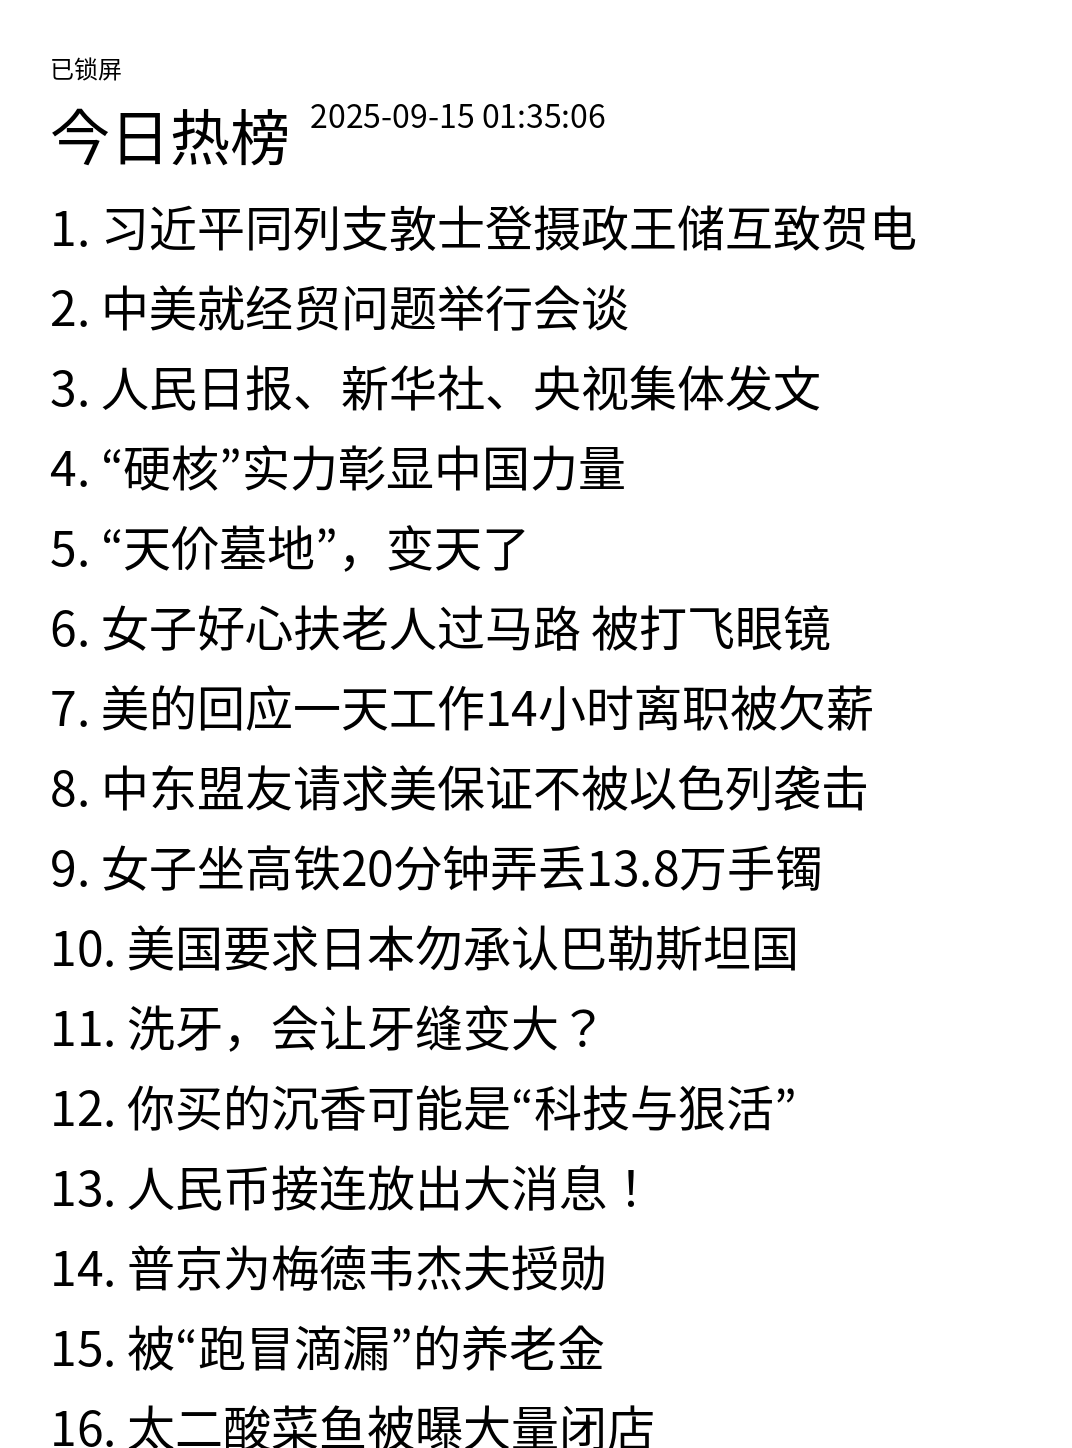 已锁屏
今日热榜 2025-09-15 01:35:06
1. 习近平同列支敦士登摄政王储互致贺电
2. 中美就经贸问题举行会谈
3. 人民日报、新华社、央视集体发文
4. “硬核”实力彰显中国力量
5. “天价墓地”，变天了
6. 女子好心扶老人过马路 被打飞眼镜
7. 美的回应一天工作14小时离职被欠薪
8. 中东盟友请求美保证不被以色列袭击
9. 女子坐高铁20分钟弄丢13.8万手镯
10. 美国要求日本勿承认巴勒斯坦国
11. 洗牙，会让牙缝变大？
12. 你买的沉香可能是“科技与狠活”
13. 人民币接连放出大消息！
14. 普京为梅德韦杰夫授勋
15. 被“跑冒滴漏”的养老金
16. 太二酸菜鱼被曝大量闭店